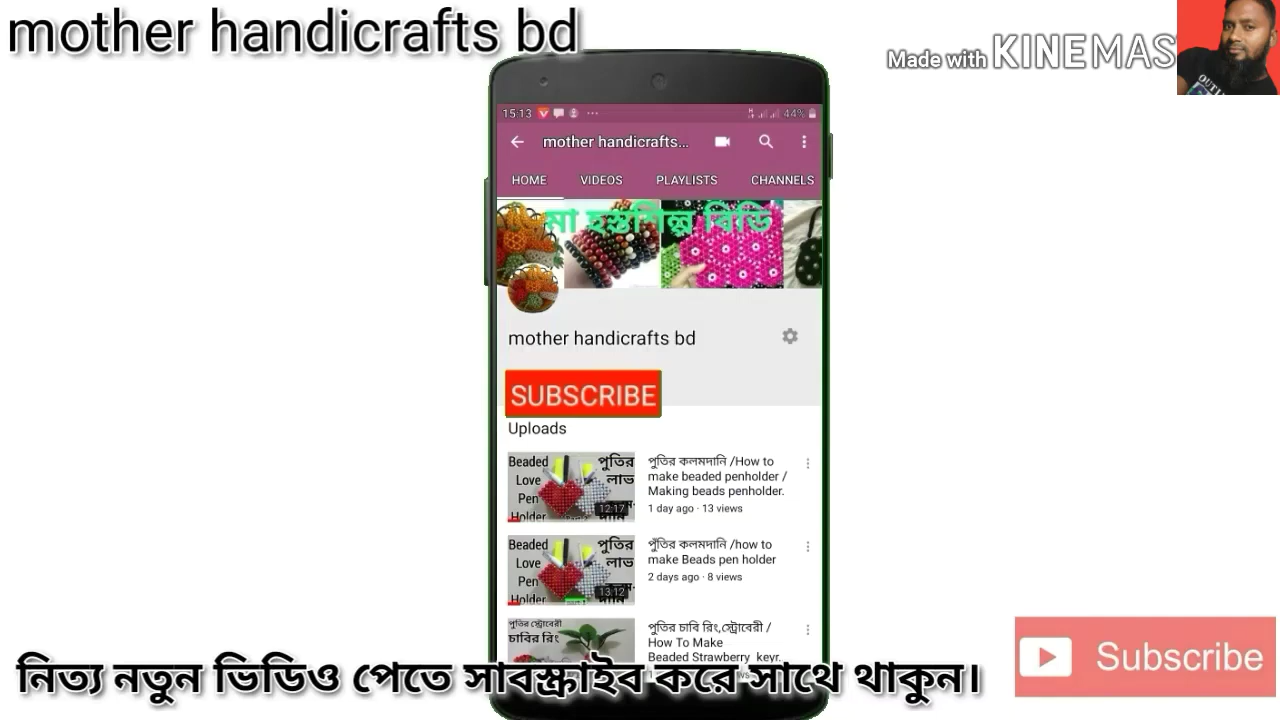 mother handicrafts bd
Made with KINEMAS
OUTL
15:13
44%
mother handicrafts...
HOME VIDEOS PLAYLISTS CHANNELS
মা হস্তশিল্প বিডি
mother handicrafts bd
SUBSCRIBE
Uploads
Beaded পুতির
Love লাভ
Pen
Holder
12:17
পুতির কলমদানি /How to
make beaded penholder /
Making beads penholder.
1 day ago · 13 views
Beaded পুতির
Love লাভ
Pen
Holder
13:12
পুঁতির কলমদানি /how to
make Beads pen holder
2 days ago · 8 views
পুতির স্ট্রোবেরী
চাবির রিং
পুতির চাবি রিং,স্ট্রোবেরী /
How To Make
Beaded Strawberry keyr.
নিত্য নতুন ভিডিও পেতে সাবস্ক্রাইব করে সাথে থাকুন।
Subscribe